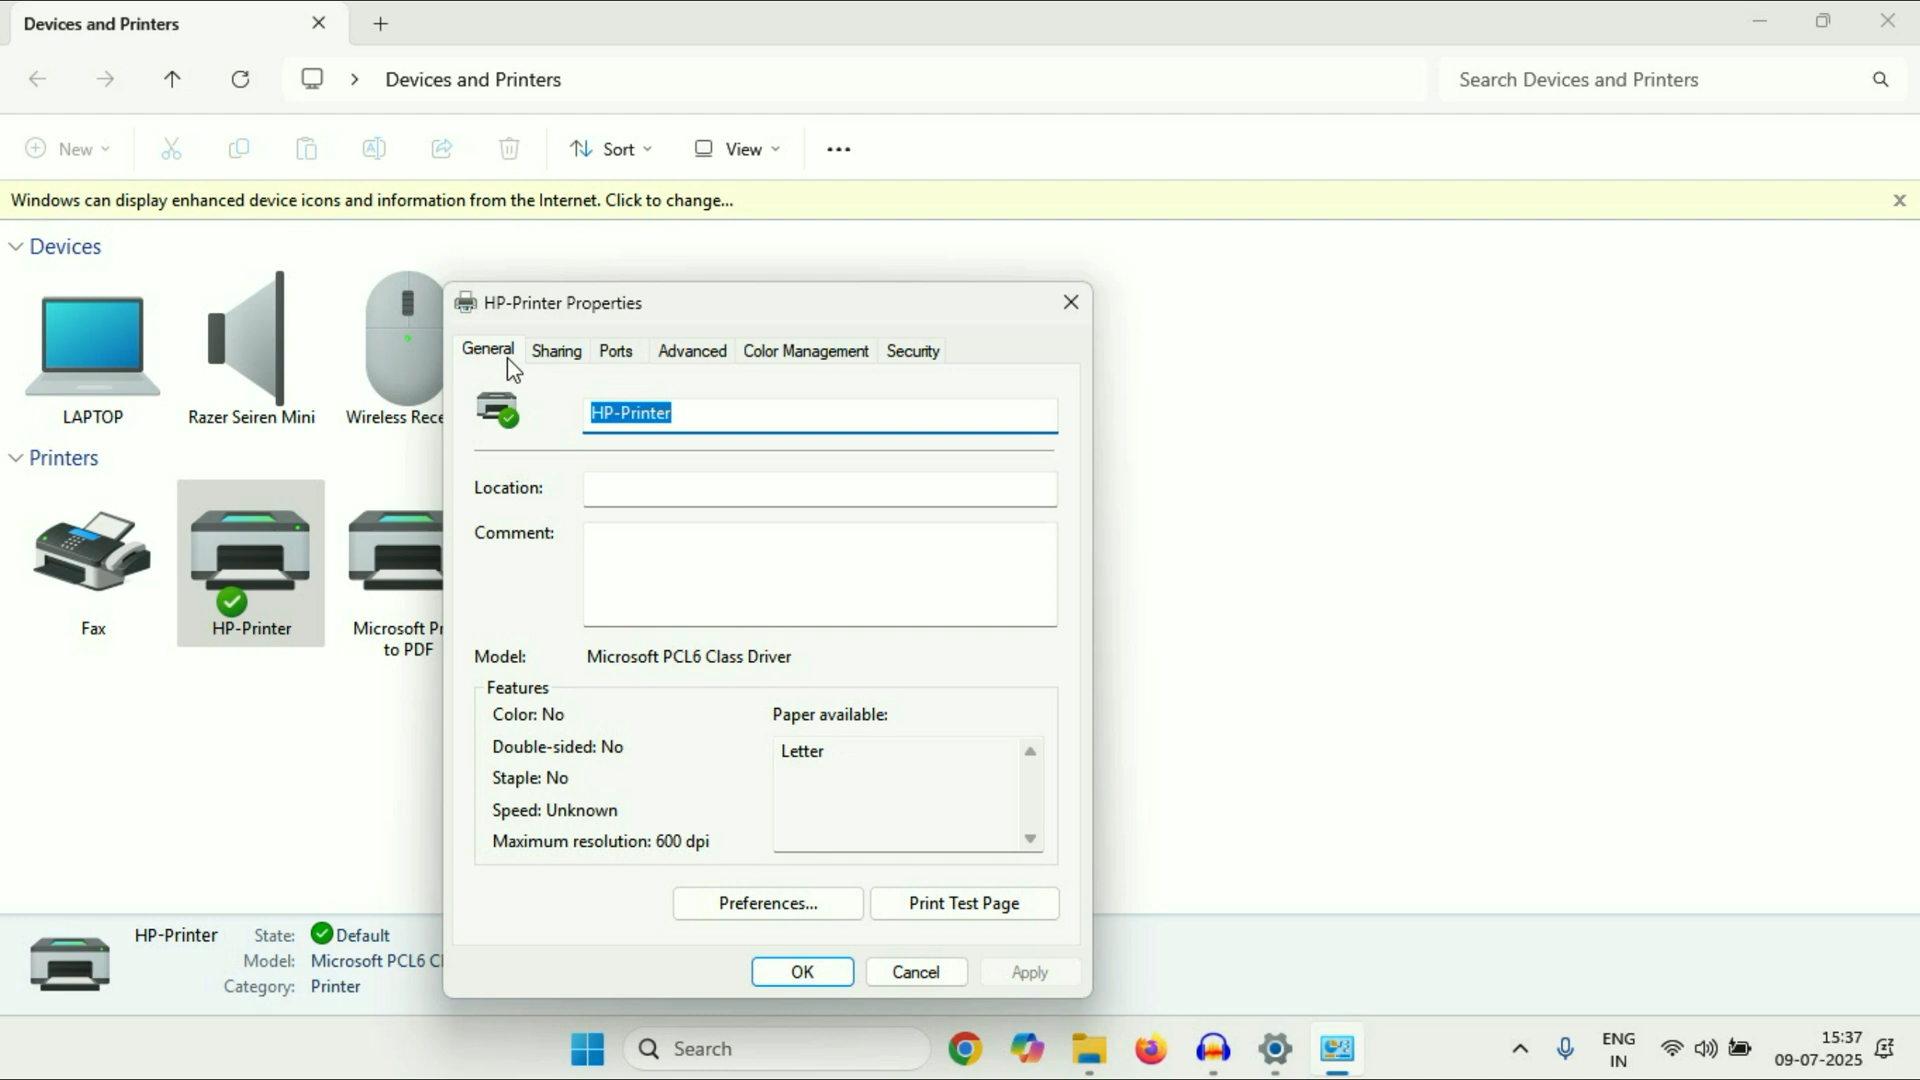 Devices and Printers
Devices and Printers
Search Devices and Printers
New
Sort
View
Windows can display enhanced device icons and information from the Internet. Click to change...
Devices
LAPTOP
Razer Seiren Mini
Wireless Rece
Printers
Fax
HP-Printer
Microsoft Pr
to PDF
HP-Printer Properties
General
Sharing
Ports
Advanced
Color Management
Security
HP-Printer
Location:
Comment:
Model: Microsoft PCL6 Class Driver
Features
Color: No
Double-sided: No
Staple: No
Speed: Unknown
Maximum resolution: 600 dpi
Paper available:
Letter
Preferences...
Print Test Page
OK
Cancel
Apply
HP-Printer
State: Default
Model: Microsoft PCL6 Cl
Category: Printer
Search
ENG
IN
15:37
09-07-2025